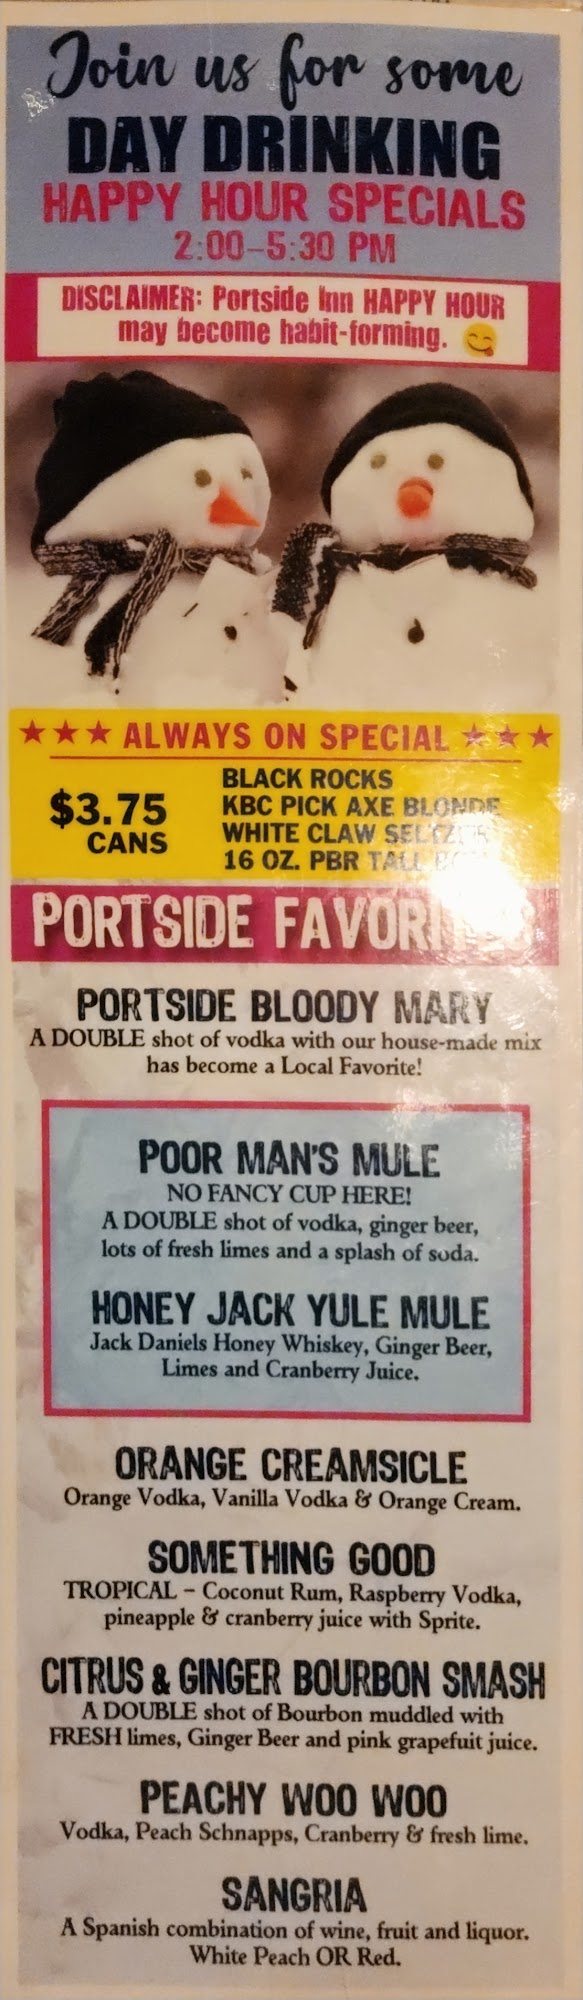 Join us for some
DAY DRINKING
HAPPY HOUR SPECIALS
2:00-5:30 PM
DISCLAIMER: Portside Inn HAPPY HOUR
may become habit-forming.
★★★ ALWAYS ON SPECIAL ★★★
$3.75
CANS
BLACK ROCKS
KBC PICK AXE BLONDE
WHITE CLAW SELTZER
16 OZ. PBR TALL
PORTSIDE FAVORITES
PORTSIDE BLOODY MARY
A DOUBLE shot of vodka with our house-made mix
has become a Local Favorite!
POOR MAN'S MULE
NO FANCY CUP HERE!
A DOUBLE shot of vodka, ginger beer,
lots of fresh limes and a splash of soda.
HONEY JACK YULE MULE
Jack Daniels Honey Whiskey, Ginger Beer,
Limes and Cranberry Juice.
ORANGE CREAMSICLE
Orange Vodka, Vanilla Vodka & Orange Cream.
SOMETHING GOOD
TROPICAL – Coconut Rum, Raspberry Vodka,
pineapple & cranberry juice with Sprite.
CITRUS & GINGER BOURBON SMASH
A DOUBLE shot of Bourbon muddled with
FRESH limes, Ginger Beer and pink grapefuit juice.
PEACHY WOO WOO
Vodka, Peach Schnapps, Cranberry & fresh lime.
SANGRIA
A Spanish combination of wine, fruit and liquor.
White Peach OR Red.